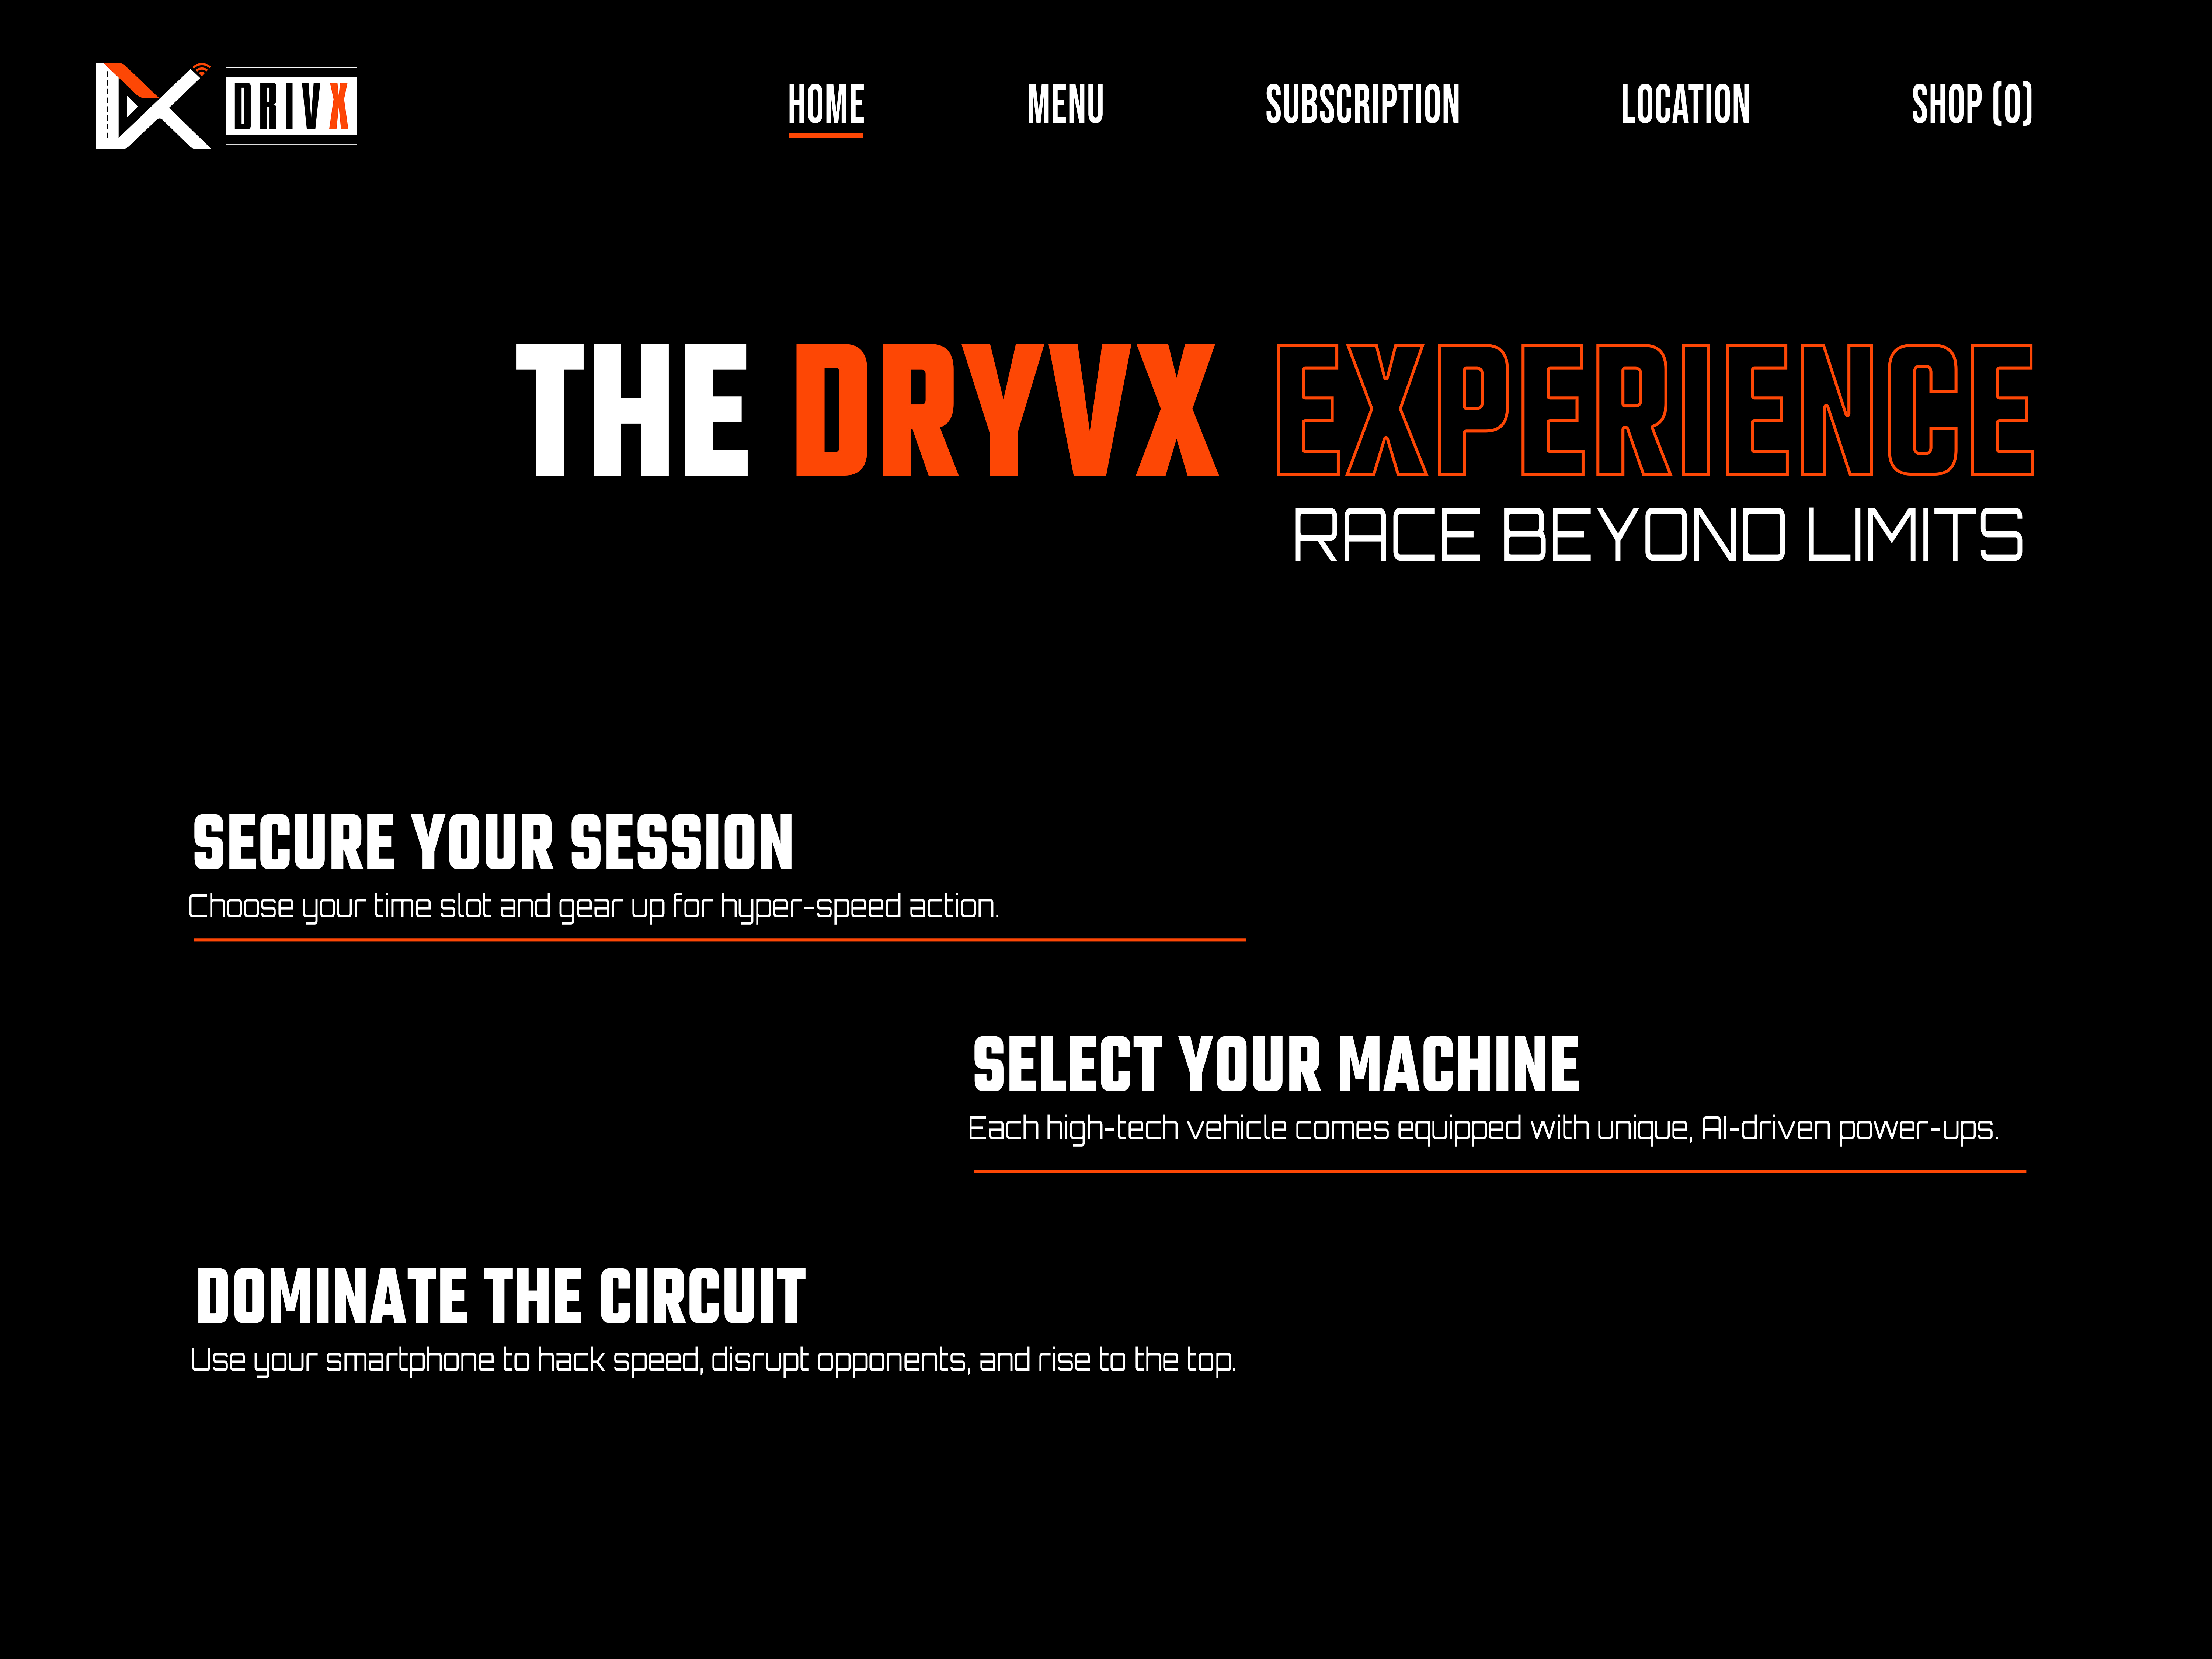 DRIVX
HOME MENU SUBSCRIPTION LOCATION SHOP (0)
THE DRYVX EXPERIENCE
RACE BEYOND LIMITS
SECURE YOUR SESSION
Choose your time slot and gear up for hyper-speed action.
SELECT YOUR MACHINE
Each high-tech vehicle comes equipped with unique, AI-driven power-ups.
DOMINATE THE CIRCUIT
Use your smartphone to hack speed, disrupt opponents, and rise to the top.